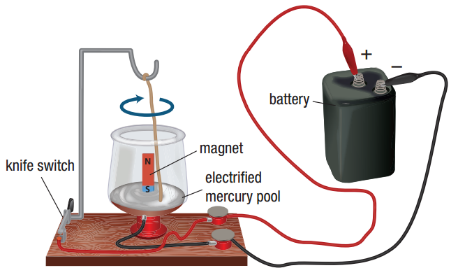 +
−
battery
magnet
N
knife switch
S
electrified
mercury pool